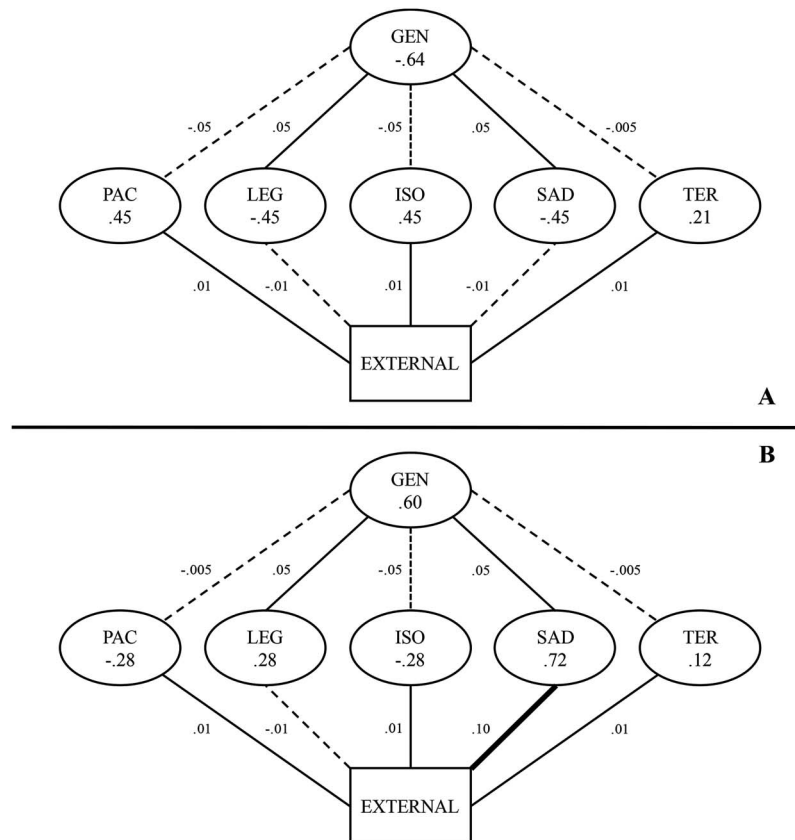 GEN
-.64
-.05 .05 -.05 .05 -.005
PAC LEG ISO SAD TER
.45 -.45 .45 -.45 .21
.01 -.01 .01 -.01 .01
EXTERNAL
A
B
GEN
.60
-.005 .05 -.05 .05 -.005
PAC LEG ISO SAD TER
-.28 .28 -.28 .72 .12
.01 -.01 .01 .10 .01
EXTERNAL